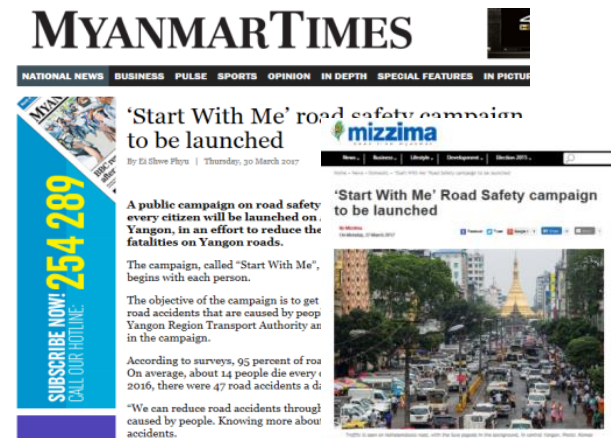 MYANMARTIMES
NATIONAL NEWS BUSINESS PULSE SPORTS OPINION IN DEPTH SPECIAL FEATURES IN PICTUR
'Start With Me' road safety campaign
to be launched
By Ei Shwe Phyu | Thursday, 30 March 2017
A public campaign on road safety
every citizen will be launched on
Yangon, in an effort to reduce the
fatalities on Yangon roads.
The campaign, called "Start With Me",
begins with each person.
The objective of the campaign is to get
road accidents that are caused by peop
Yangon Region Transport Authority an
in the campaign.
According to surveys, 95 percent of roa
On average, about 14 people die every
2016, there were 47 road accidents a da
"We can reduce road accidents through
caused by people. Knowing more about
accidents.
SUBSCRIBE NOW!
CALL OUR HOTLINE:
254 289
mizzima
News Business Lifestyle Development Election 2015
'Start With Me' Road Safety campaign
to be launched